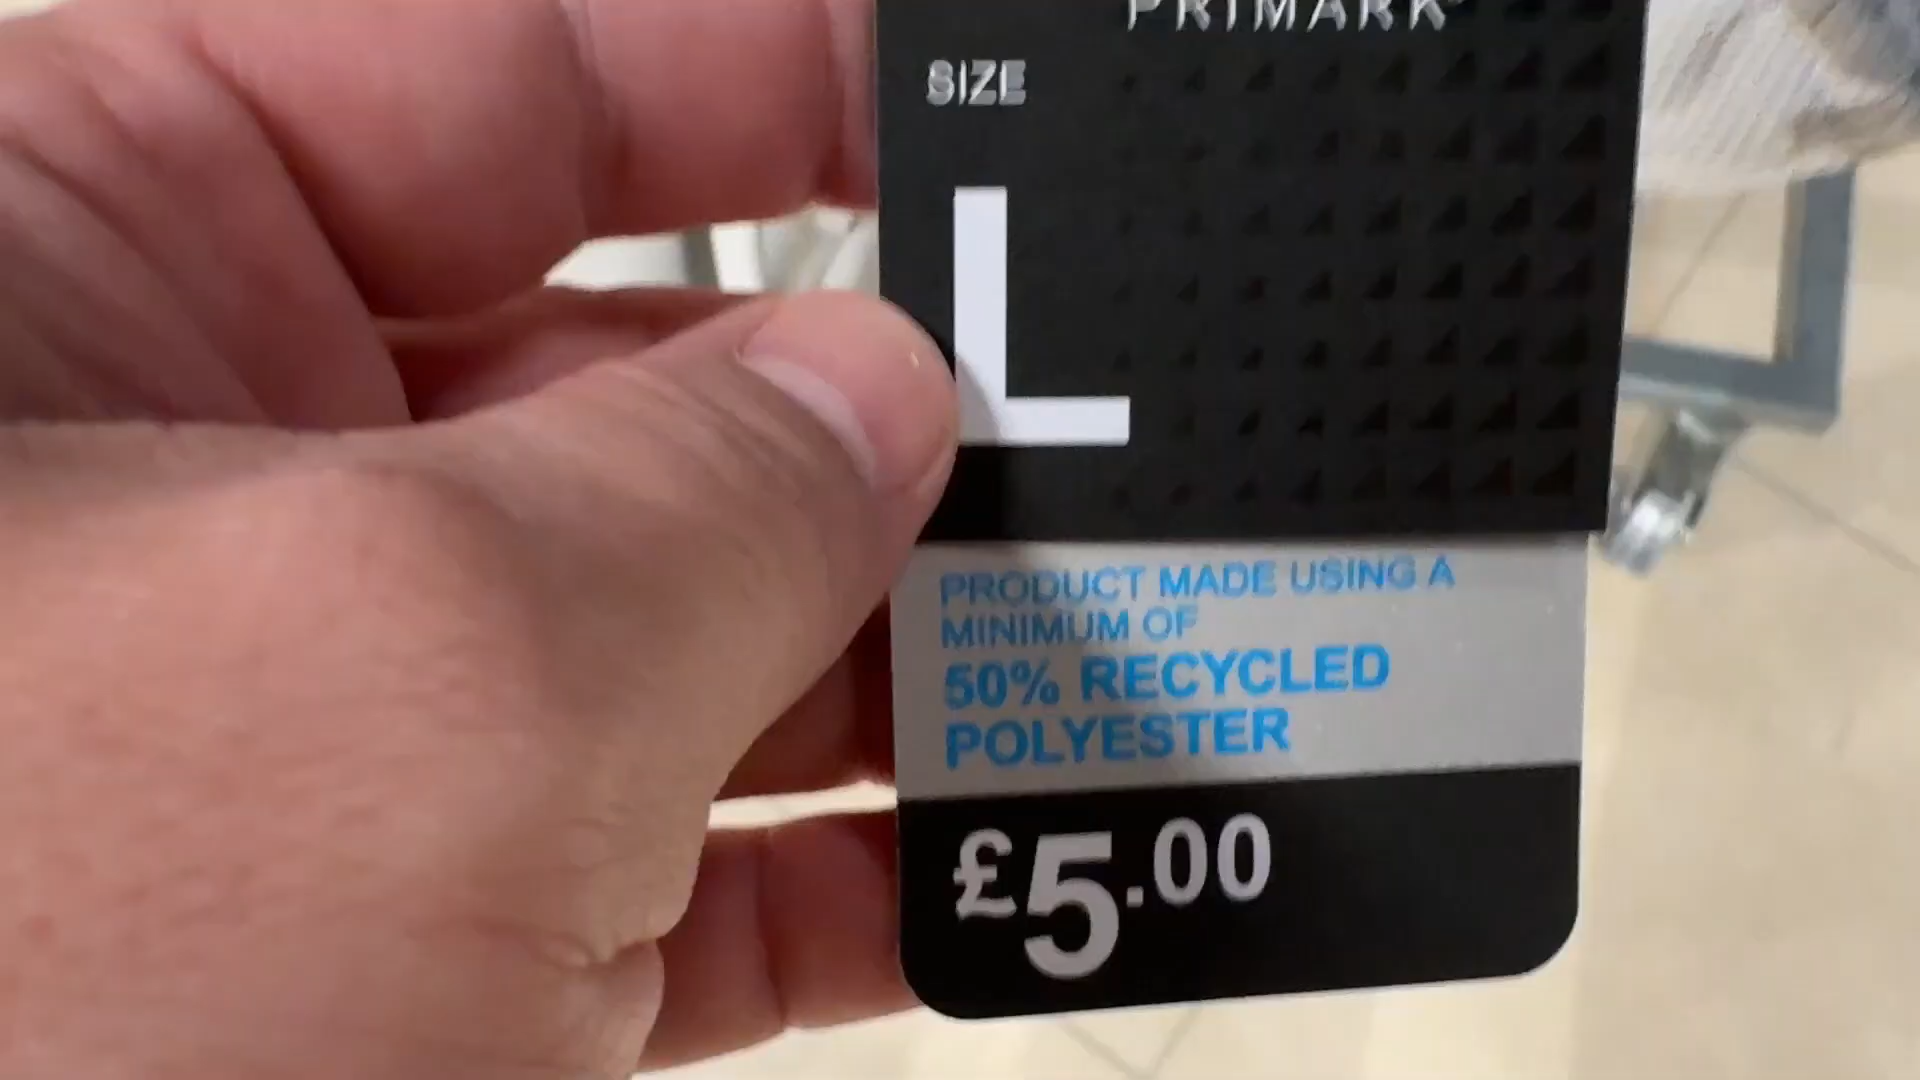 PRIMARK
SIZE
L
PRODUCT MADE USING A
MINIMUM OF
50% RECYCLED
POLYESTER
£5.00